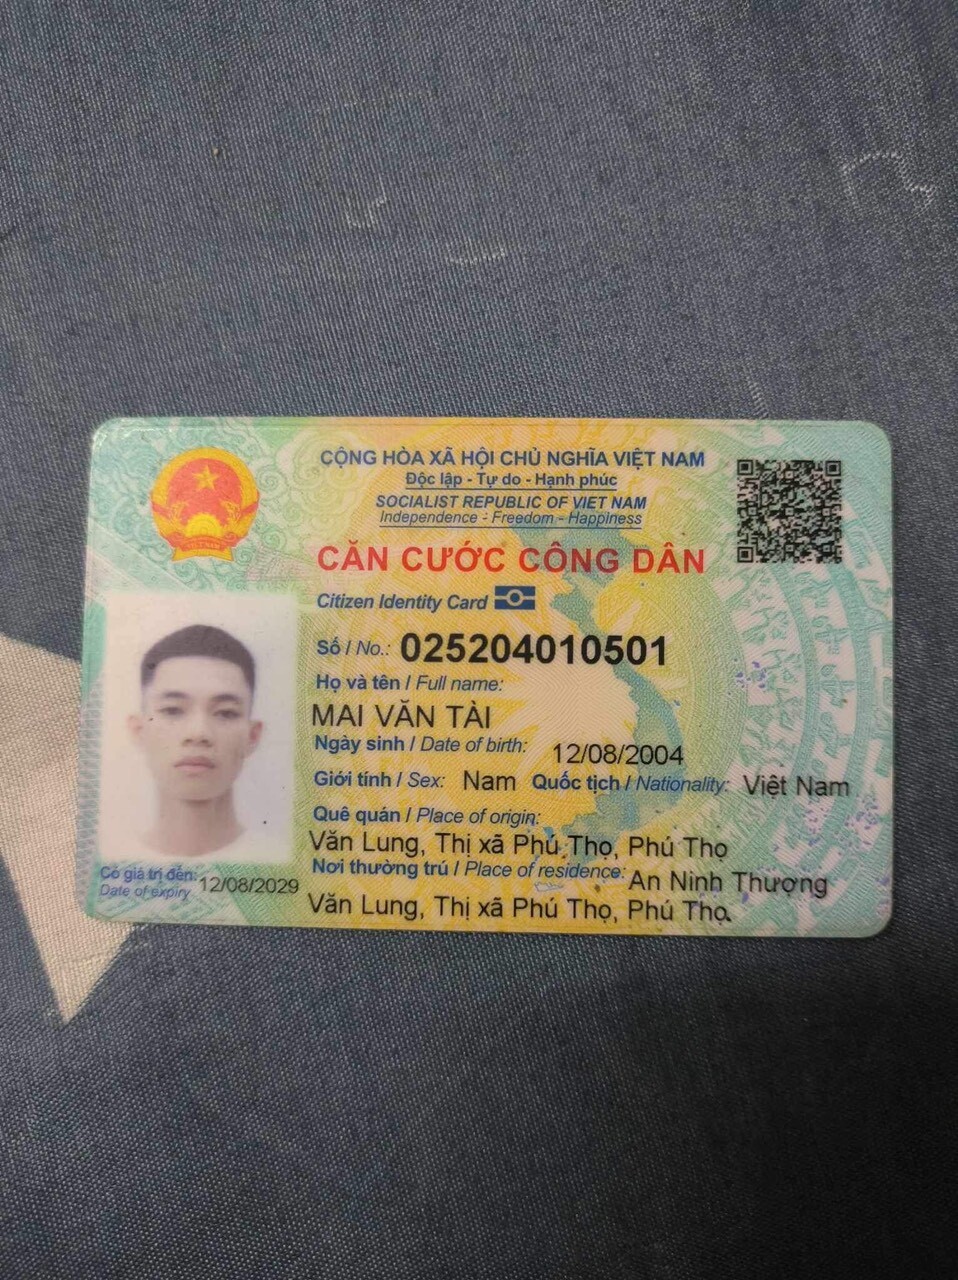 CỘNG HÒA XÃ HỘI CHỦ NGHĨA VIỆT NAM
Độc lập - Tự do - Hạnh phúc
SOCIALIST REPUBLIC OF VIET NAM
Independence - Freedom - Happiness
CĂN CƯỚC CÔNG DÂN
Citizen Identity Card
Số / No.: 025204010501
Họ và tên / Full name:
MAI VĂN TÀI
Ngày sinh / Date of birth: 12/08/2004
Giới tính / Sex: Nam Quốc tịch / Nationality: Việt Nam
Quê quán / Place of origin:
Văn Lung, Thị xã Phú Thọ, Phú Thọ
Nơi thường trú / Place of residence: An Ninh Thượng
Văn Lung, Thị xã Phú Thọ, Phú Thọ
Có giá trị đến: 12/08/2029
Date of expiry